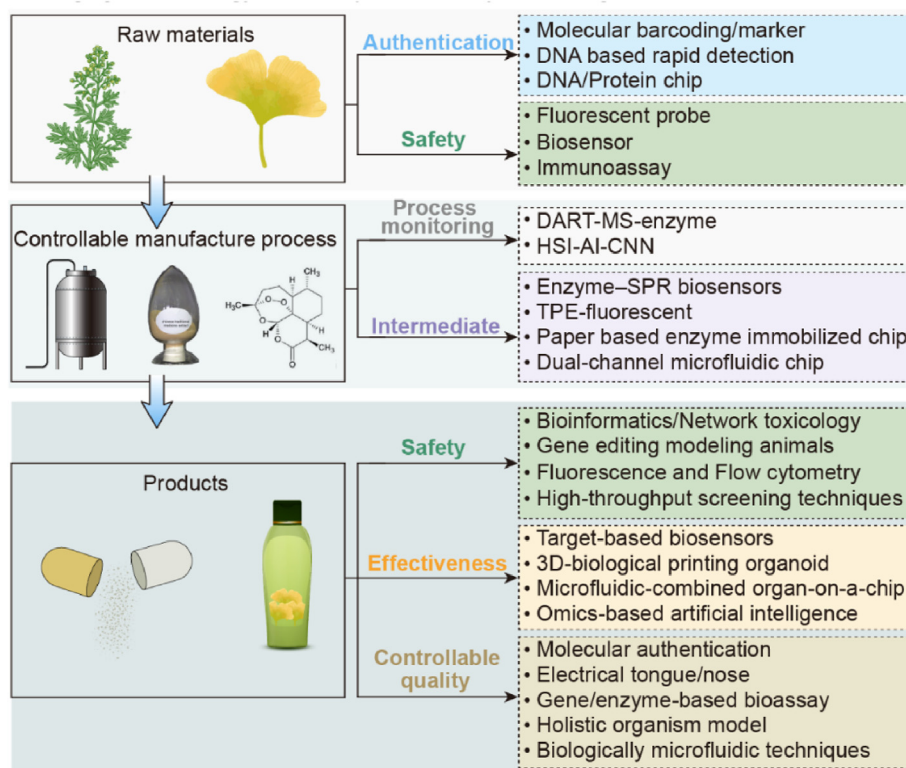 Raw materials
Authentication
• Molecular barcoding/marker
• DNA based rapid detection
• DNA/Protein chip
Safety
• Fluorescent probe
• Biosensor
• Immunoassay
Controllable manufacture process
Process
monitoring
• DART-MS-enzyme
• HSI-AI-CNN
H₃C
CH₃
H
O
O
O
H
H
O
O
CH₃
Intermediate
• Enzyme–SPR biosensors
• TPE-fluorescent
• Paper based enzyme immobilized chip
• Dual-channel microfluidic chip
Products
Safety
• Bioinformatics/Network toxicology
• Gene editing modeling animals
• Fluorescence and Flow cytometry
• High-throughput screening techniques
Effectiveness
• Target-based biosensors
• 3D-biological printing organoid
• Microfluidic-combined organ-on-a-chip
• Omics-based artificial intelligence
Controllable
quality
• Molecular authentication
• Electrical tongue/nose
• Gene/enzyme-based bioassay
• Holistic organism model
• Biologically microfluidic techniques